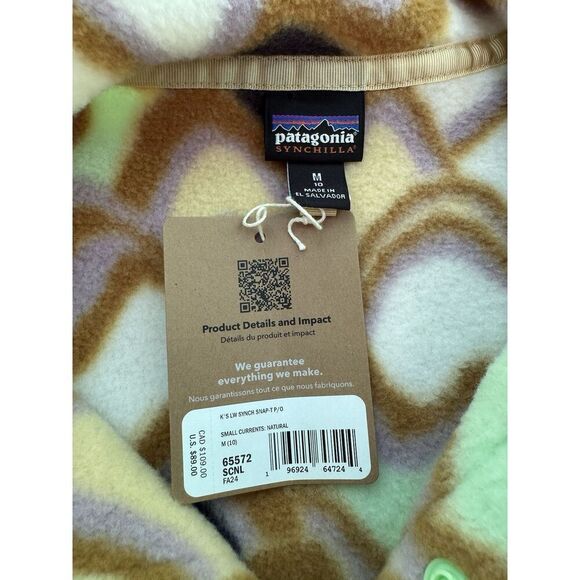 patagonia
SYNCHILLA
M
10
MADE IN
EL SALVADOR
Product Details and Impact
Détails du produit et impact
We guarantee
everything we make.
Nous garantissons tout ce que nous fabriquons.
CAD $109.00
U.S. $89.00
K'S LW SYNCH SNAP-T P/O
SMALL CURRENTS: NATURAL
M (10)
65572
SCNL
FA24
1 96924 64724 4